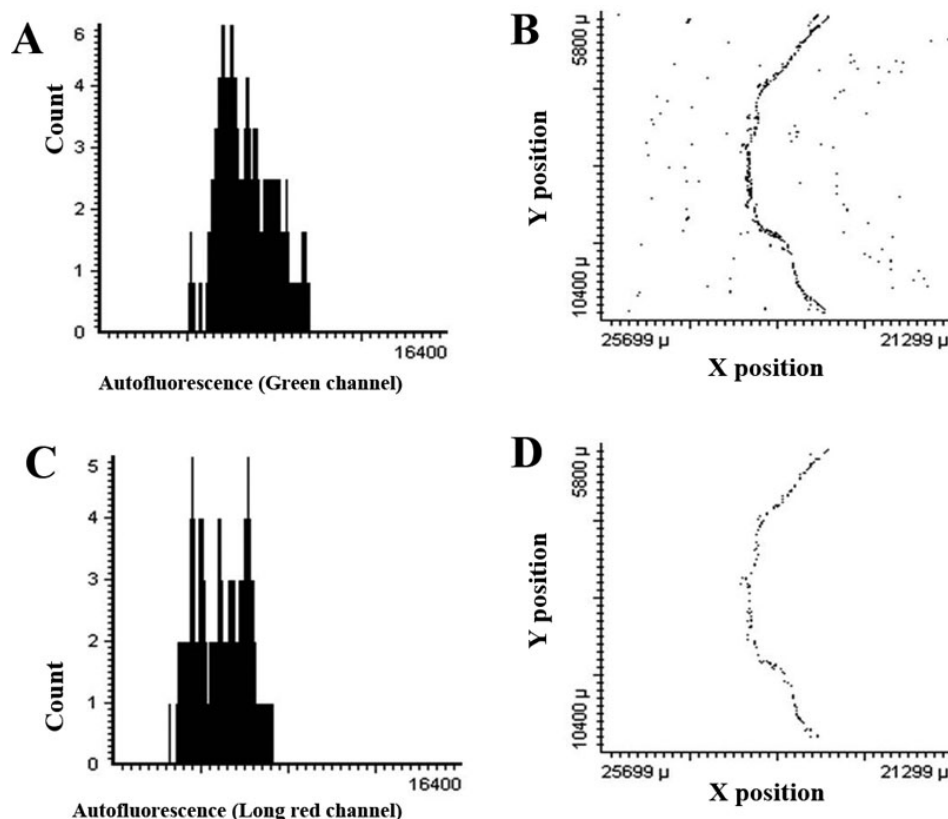 A
6
4
3
2
1
0
Count
16400
Autofluorescence (Green channel)
B
5800 µ
Y position
10400 µ
25699 µ
21299 µ
X position
C
5
4
3
2
1
0
Count
16400
Autofluorescence (Long red channel)
D
5800 µ
Y position
10400 µ
25699 µ
21299 µ
X position